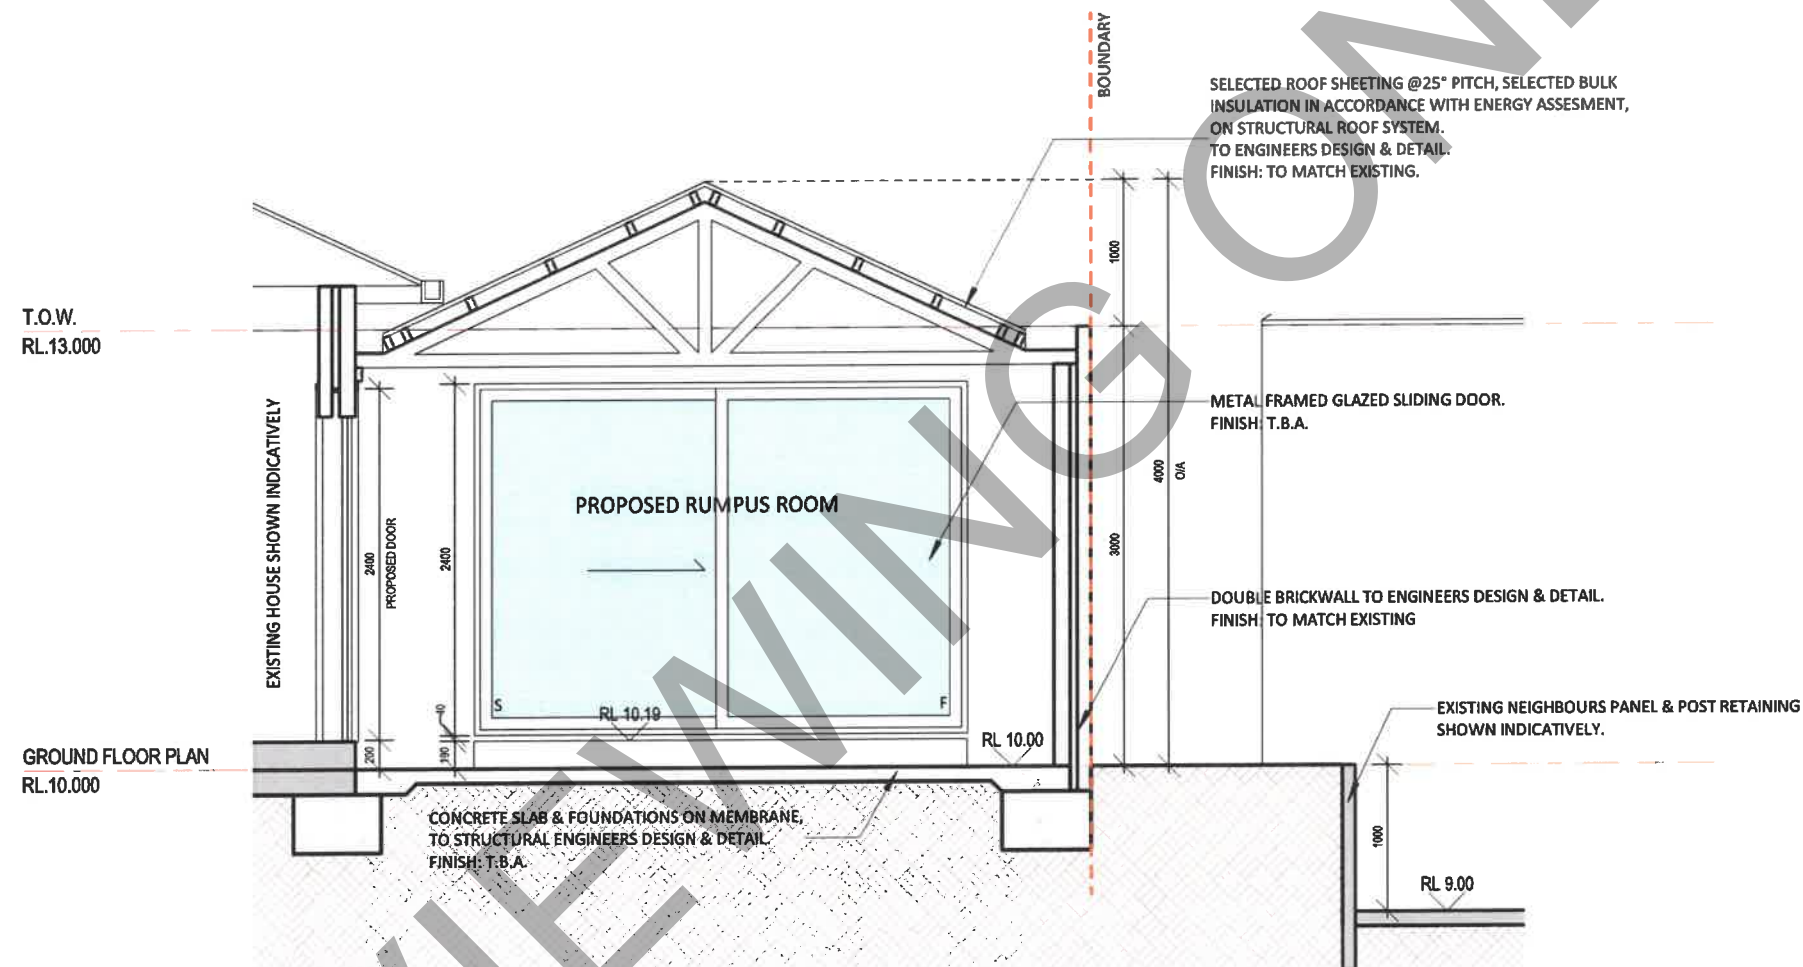 BOUNDARY
SELECTED ROOF SHEETING @25° PITCH, SELECTED BULK
INSULATION IN ACCORDANCE WITH ENERGY ASSESMENT,
ON STRUCTURAL ROOF SYSTEM.
TO ENGINEERS DESIGN & DETAIL.
FINISH: TO MATCH EXISTING.
1000
T.O.W.
RL.13.000
METAL FRAMED GLAZED SLIDING DOOR.
FINISH: T.B.A.
EXISTING HOUSE SHOWN INDICATIVELY
4000
O/A
PROPOSED RUMPUS ROOM
2400
PROPOSED DOOR
2400
3000
DOUBLE BRICKWALL TO ENGINEERS DESIGN & DETAIL.
FINISH: TO MATCH EXISTING
S
F
40
RL 10.19
EXISTING NEIGHBOURS PANEL & POST RETAINING
SHOWN INDICATIVELY.
RL 10.00
GROUND FLOOR PLAN
RL.10.000
200
190
CONCRETE SLAB & FOUNDATIONS ON MEMBRANE,
TO STRUCTURAL ENGINEERS DESIGN & DETAIL.
FINISH: T.B.A.
1000
RL 9.00
VIEWING ONL